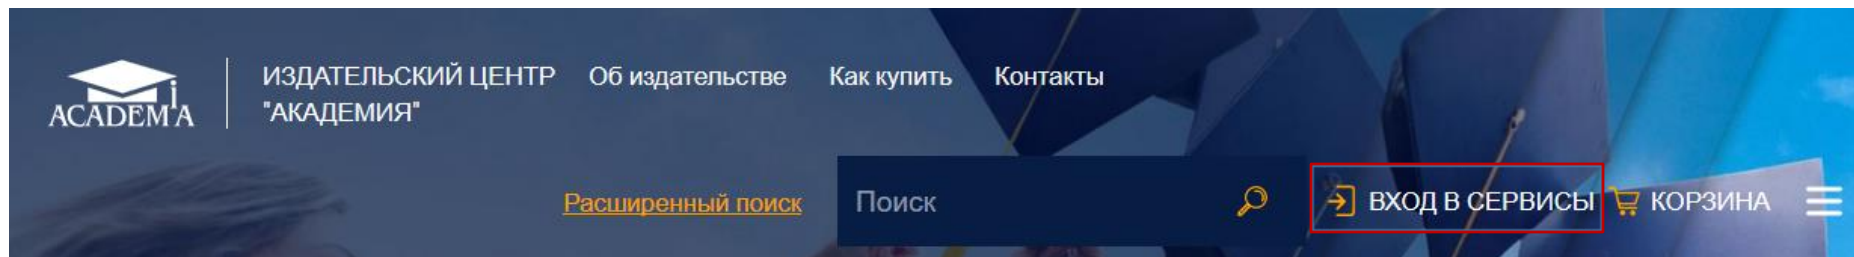 ACADEMIA
ИЗДАТЕЛЬСКИЙ ЦЕНТР
"АКАДЕМИЯ"
Об издательстве
Как купить
Контакты
Расширенный поиск
Поиск
ВХОД В СЕРВИСЫ
КОРЗИНА